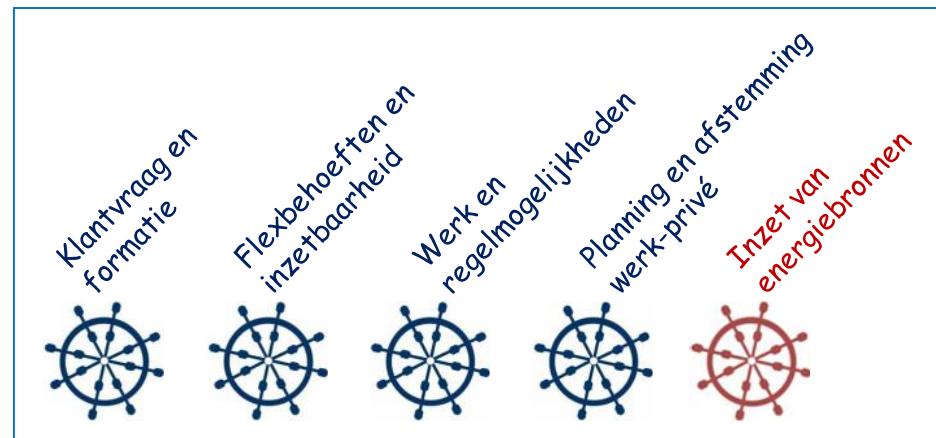 Klantvraag en
formatie
Flexbehoeften en
inzetbaarheid
Werk en
regelmogelijkheden
Planning en afstemming
werk-privé
Inzet van
energiebronnen